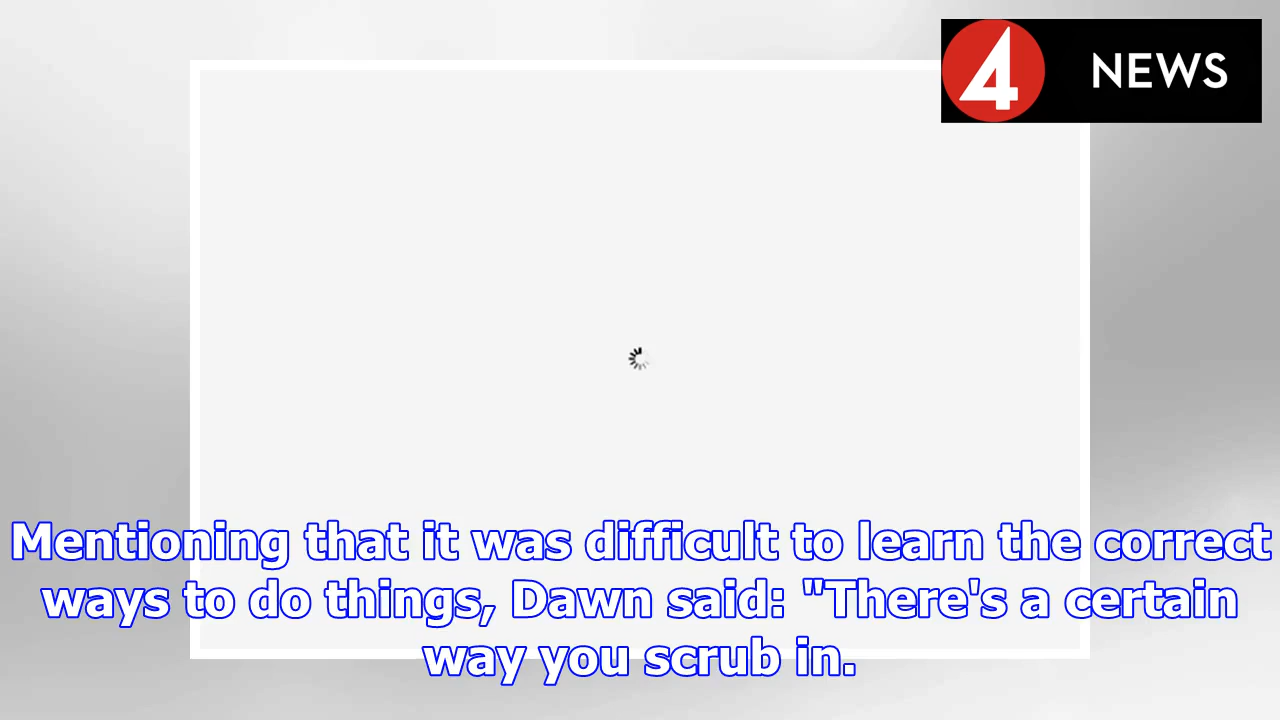 4 NEWS
Mentioning that it was difficult to learn the correct
ways to do things, Dawn said: "There's a certain
way you scrub in.